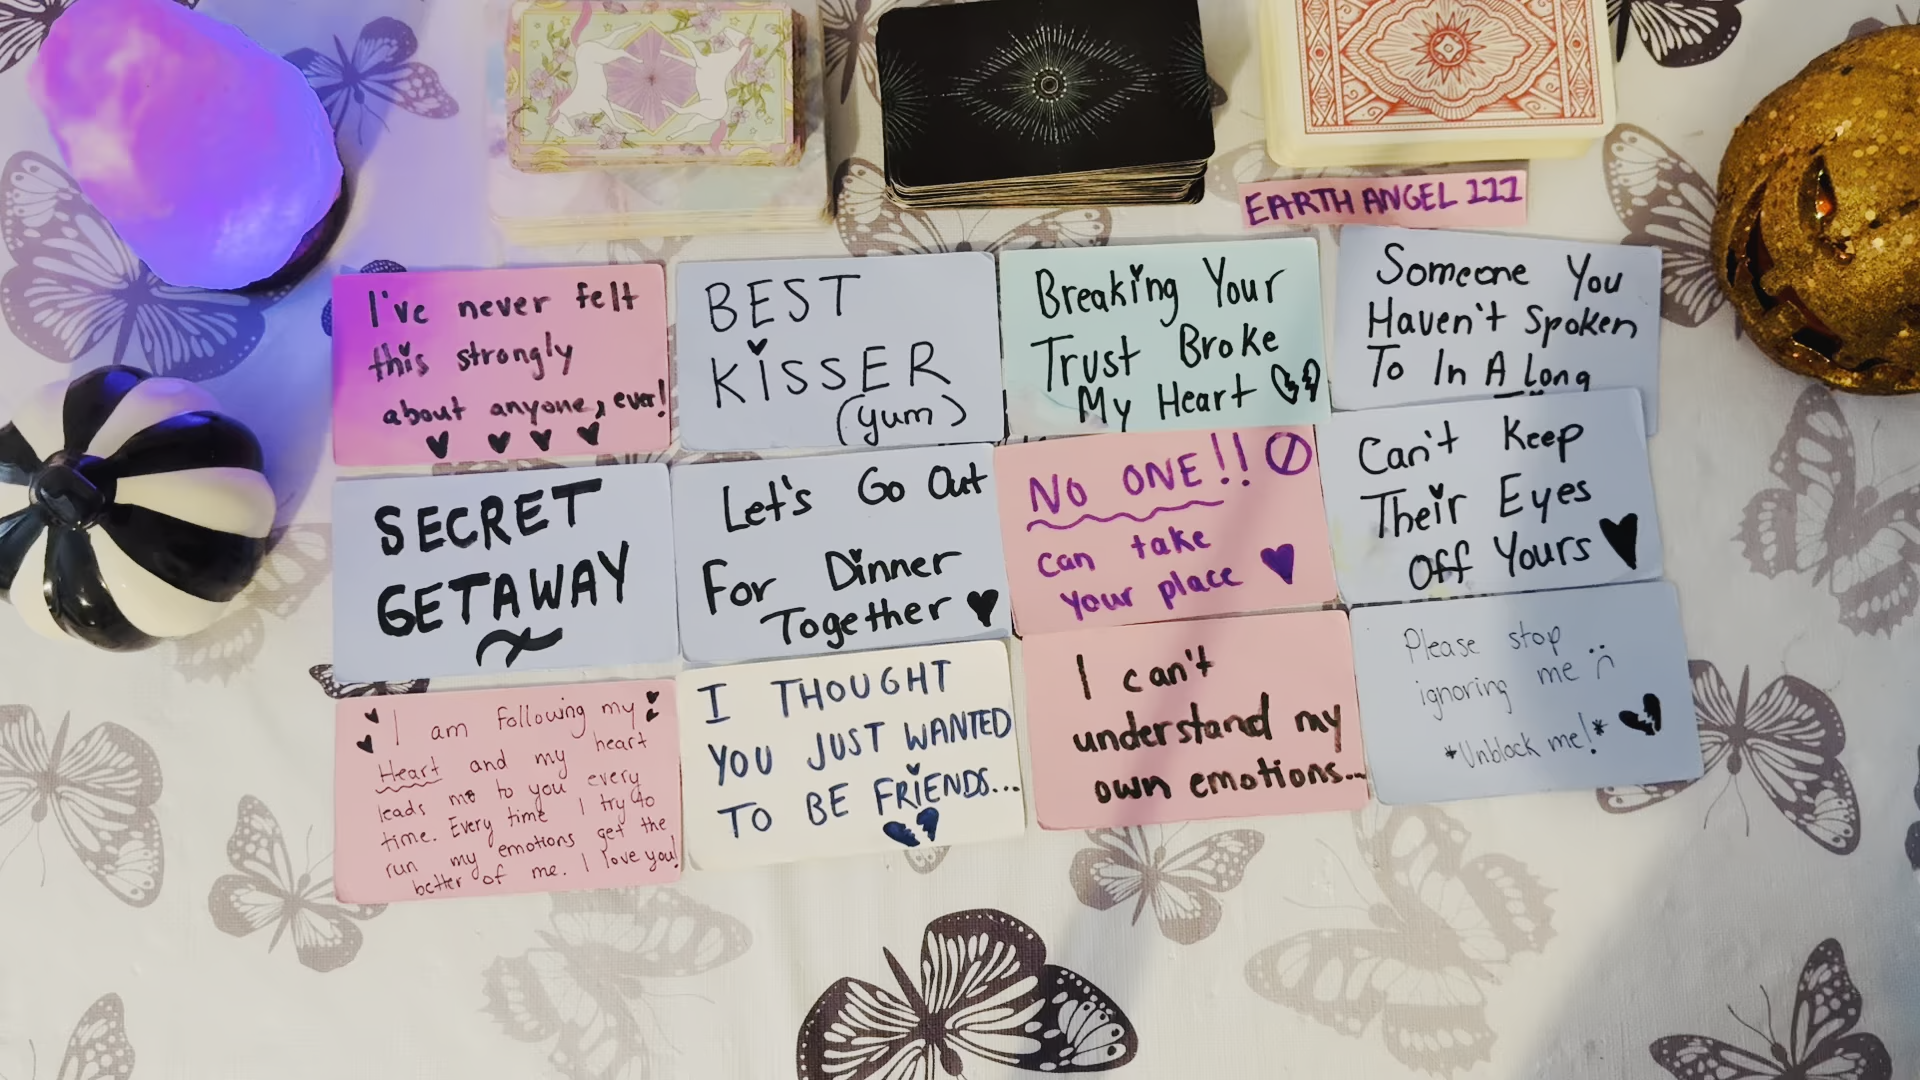 EARTH ANGEL 111
I've never felt
this strongly
about anyone, ever!
BEST
KISSER
(yum)
Breaking Your
Trust Broke
My Heart
Someone You
Haven't Spoken
To In A Long
SECRET
GETAWAY
Let's Go Out
For Dinner
Together
NO ONE!!
can take
your place
Can't Keep
Their Eyes
Off Yours
I am Following my
Heart and my heart
leads me to you every
time. Every time I try to
run my emotions get the
better of me. I love you!
I THOUGHT
YOU JUST WANTED
TO BE FRIENDS...
I can't
understand my
own emotions...
Please stop
ignoring me :(
*Unblock me!*